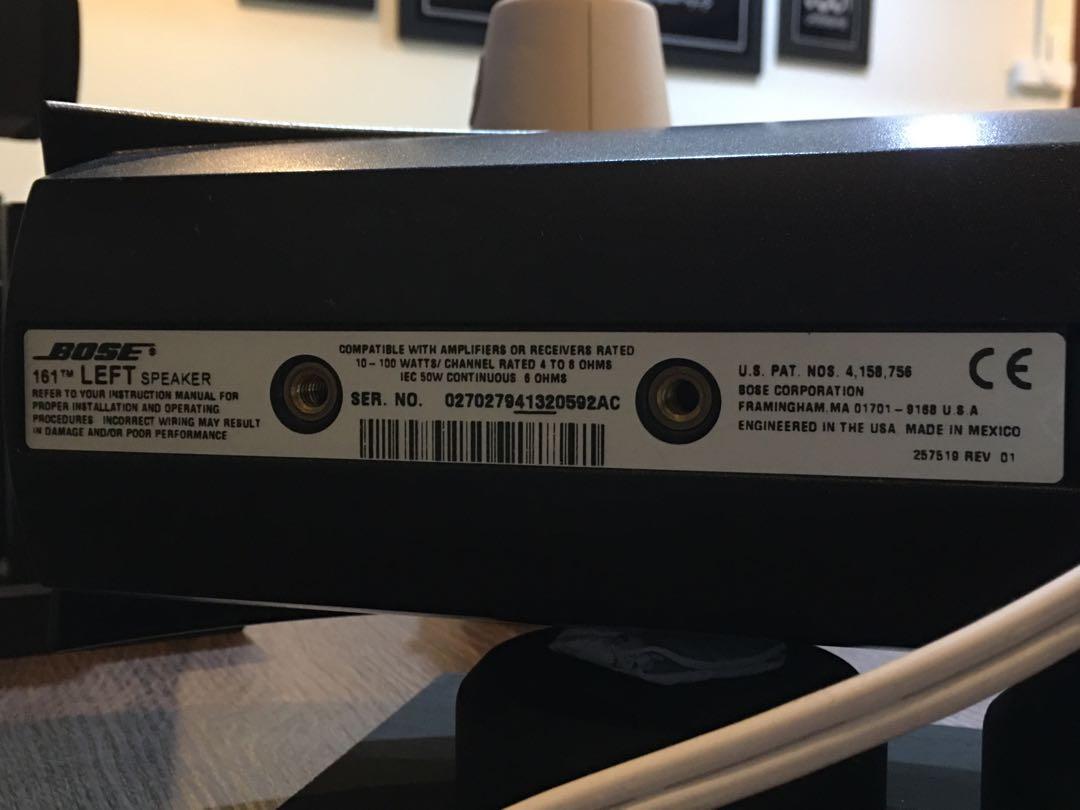 BOSE®
161™ LEFT SPEAKER
REFER TO YOUR INSTRUCTION MANUAL FOR
PROPER INSTALLATION AND OPERATING
PROCEDURES INCORRECT WIRING MAY RESULT
IN DAMAGE AND/OR POOR PERFORMANCE
COMPATIBLE WITH AMPLIFIERS OR RECEIVERS RATED
10 - 100 WATTS/ CHANNEL RATED 4 TO 8 OHMS
IEC 50W CONTINUOUS 6 OHMS
SER. NO. 027027941320592AC
U.S. PAT. NOS. 4,158,756
BOSE CORPORATION
FRAMINGHAM, MA 01701 - 9168 U.S.A
ENGINEERED IN THE USA MADE IN MEXICO
257519 REV 01
CE